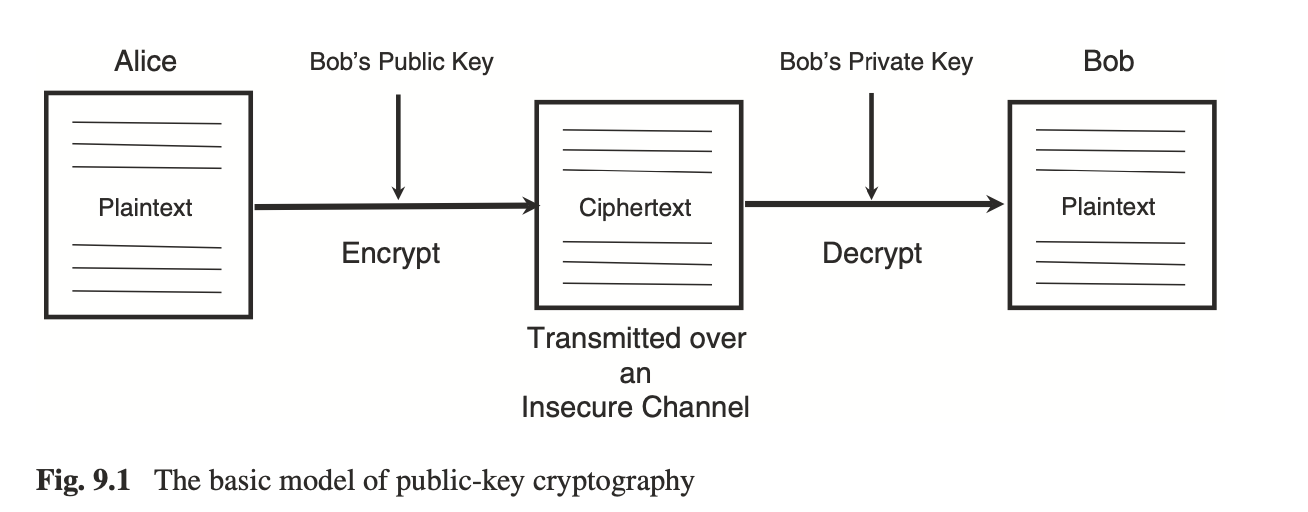 Alice
Bob's Public Key
Bob's Private Key
Bob
Plaintext
Encrypt
Ciphertext
Decrypt
Plaintext
Transmitted over
an
Insecure Channel
Fig. 9.1 The basic model of public-key cryptography